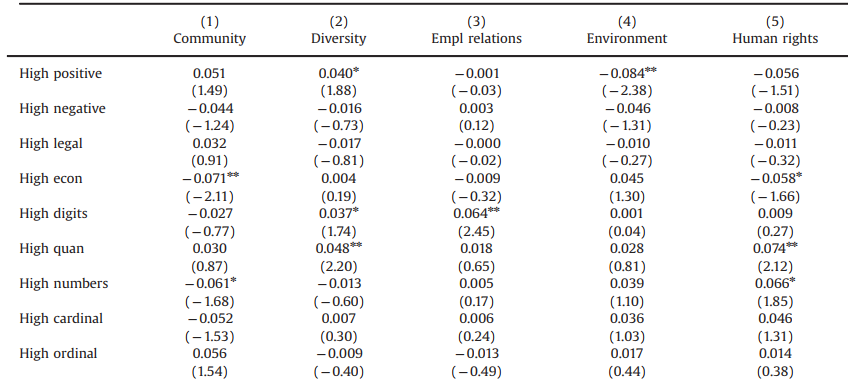 (1) (2) (3) (4) (5)
Community Diversity Empl relations Environment Human rights
High positive 0.051 0.040* −0.001 −0.084** −0.056
(1.49) (1.88) (−0.03) (−2.38) (−1.51)
High negative −0.044 −0.016 0.003 −0.046 −0.008
(−1.24) (−0.73) (0.12) (−1.31) (−0.23)
High legal 0.032 −0.017 −0.000 −0.010 −0.011
(0.91) (−0.81) (−0.02) (−0.27) (−0.32)
High econ −0.071** 0.004 −0.009 0.045 −0.058*
(−2.11) (0.19) (−0.32) (1.30) (−1.66)
High digits −0.027 0.037* 0.064** 0.001 0.009
(−0.77) (1.74) (2.45) (0.04) (0.27)
High quan 0.030 0.048** 0.018 0.028 0.074**
(0.87) (2.20) (0.65) (0.81) (2.12)
High numbers −0.061* −0.013 0.005 0.039 0.066*
(−1.68) (−0.60) (0.17) (1.10) (1.85)
High cardinal −0.052 0.007 0.006 0.036 0.046
(−1.53) (0.30) (0.24) (1.03) (1.31)
High ordinal 0.056 −0.009 −0.013 0.017 0.014
(1.54) (−0.40) (−0.49) (0.44) (0.38)